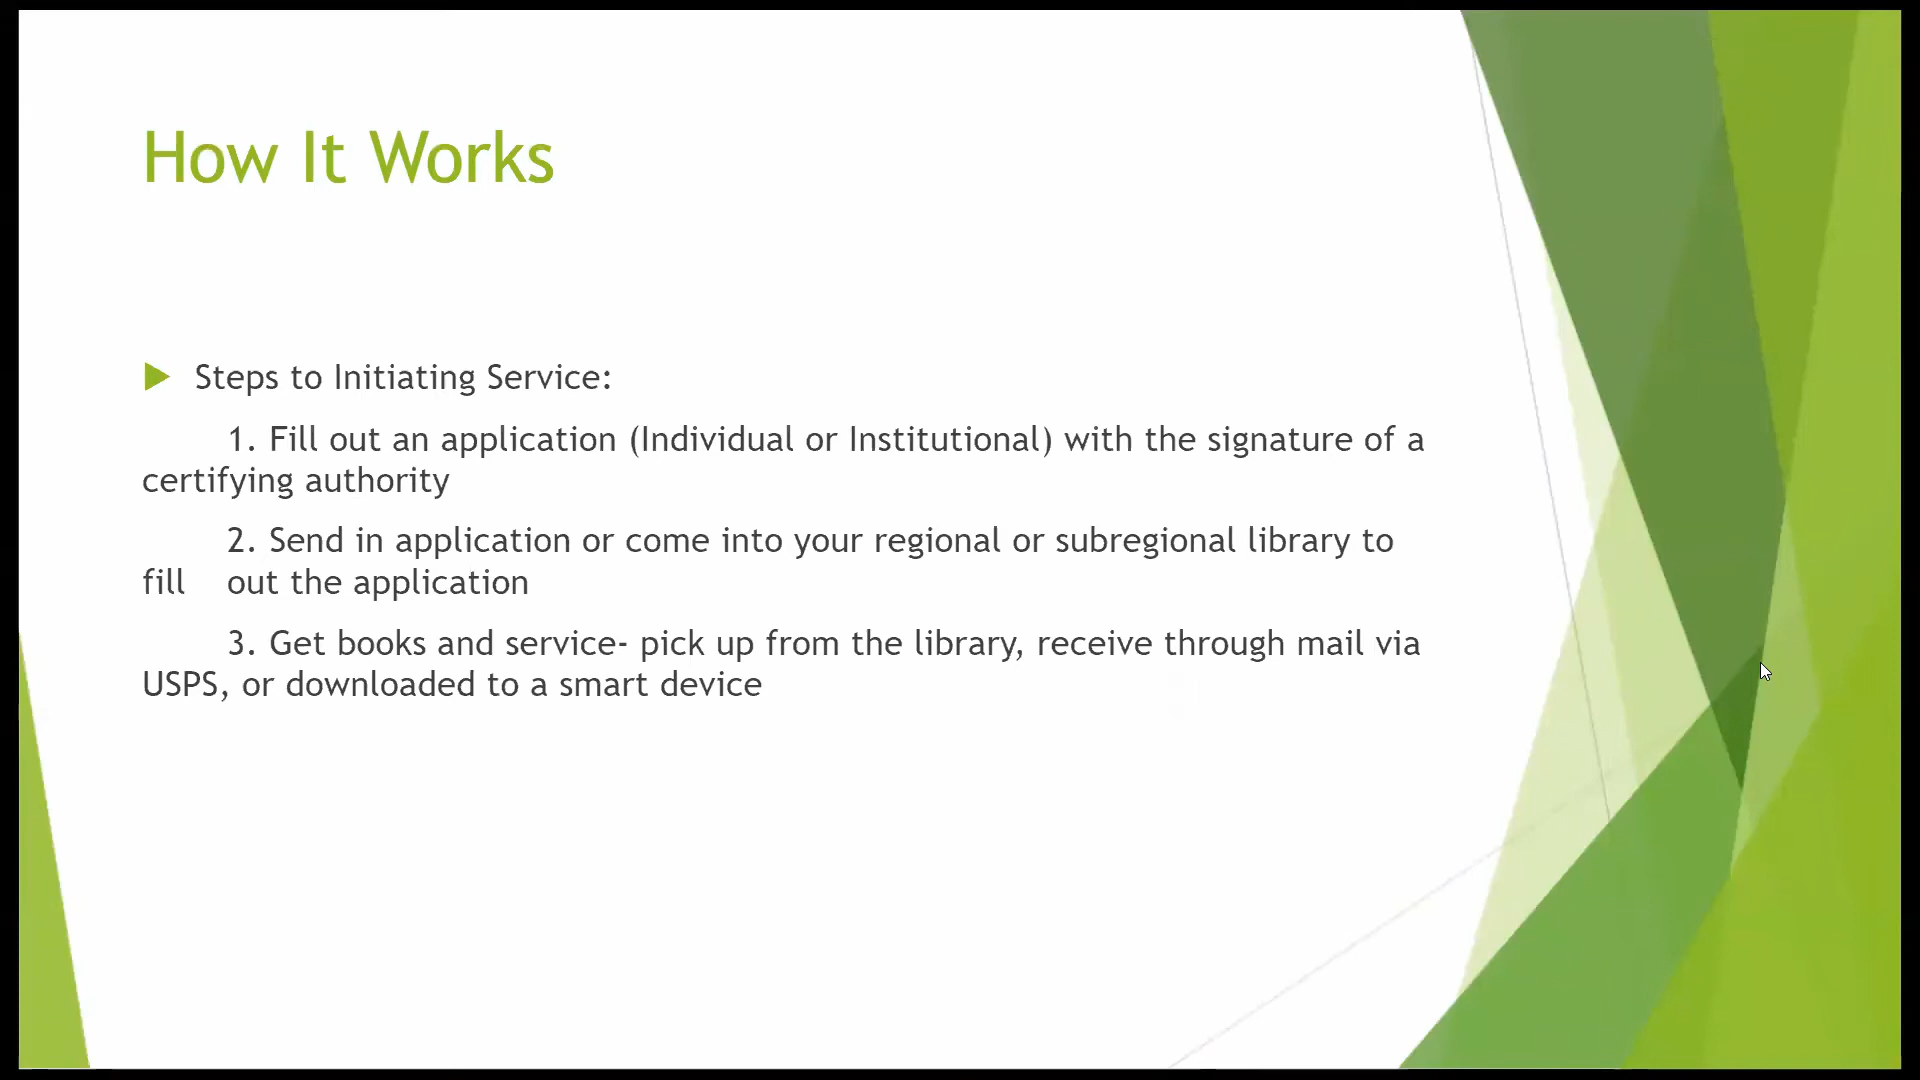 How It Works
Steps to Initiating Service:
1. Fill out an application (Individual or Institutional) with the signature of a
certifying authority
2. Send in application or come into your regional or subregional library to
fill out the application
3. Get books and service- pick up from the library, receive through mail via
USPS, or downloaded to a smart device